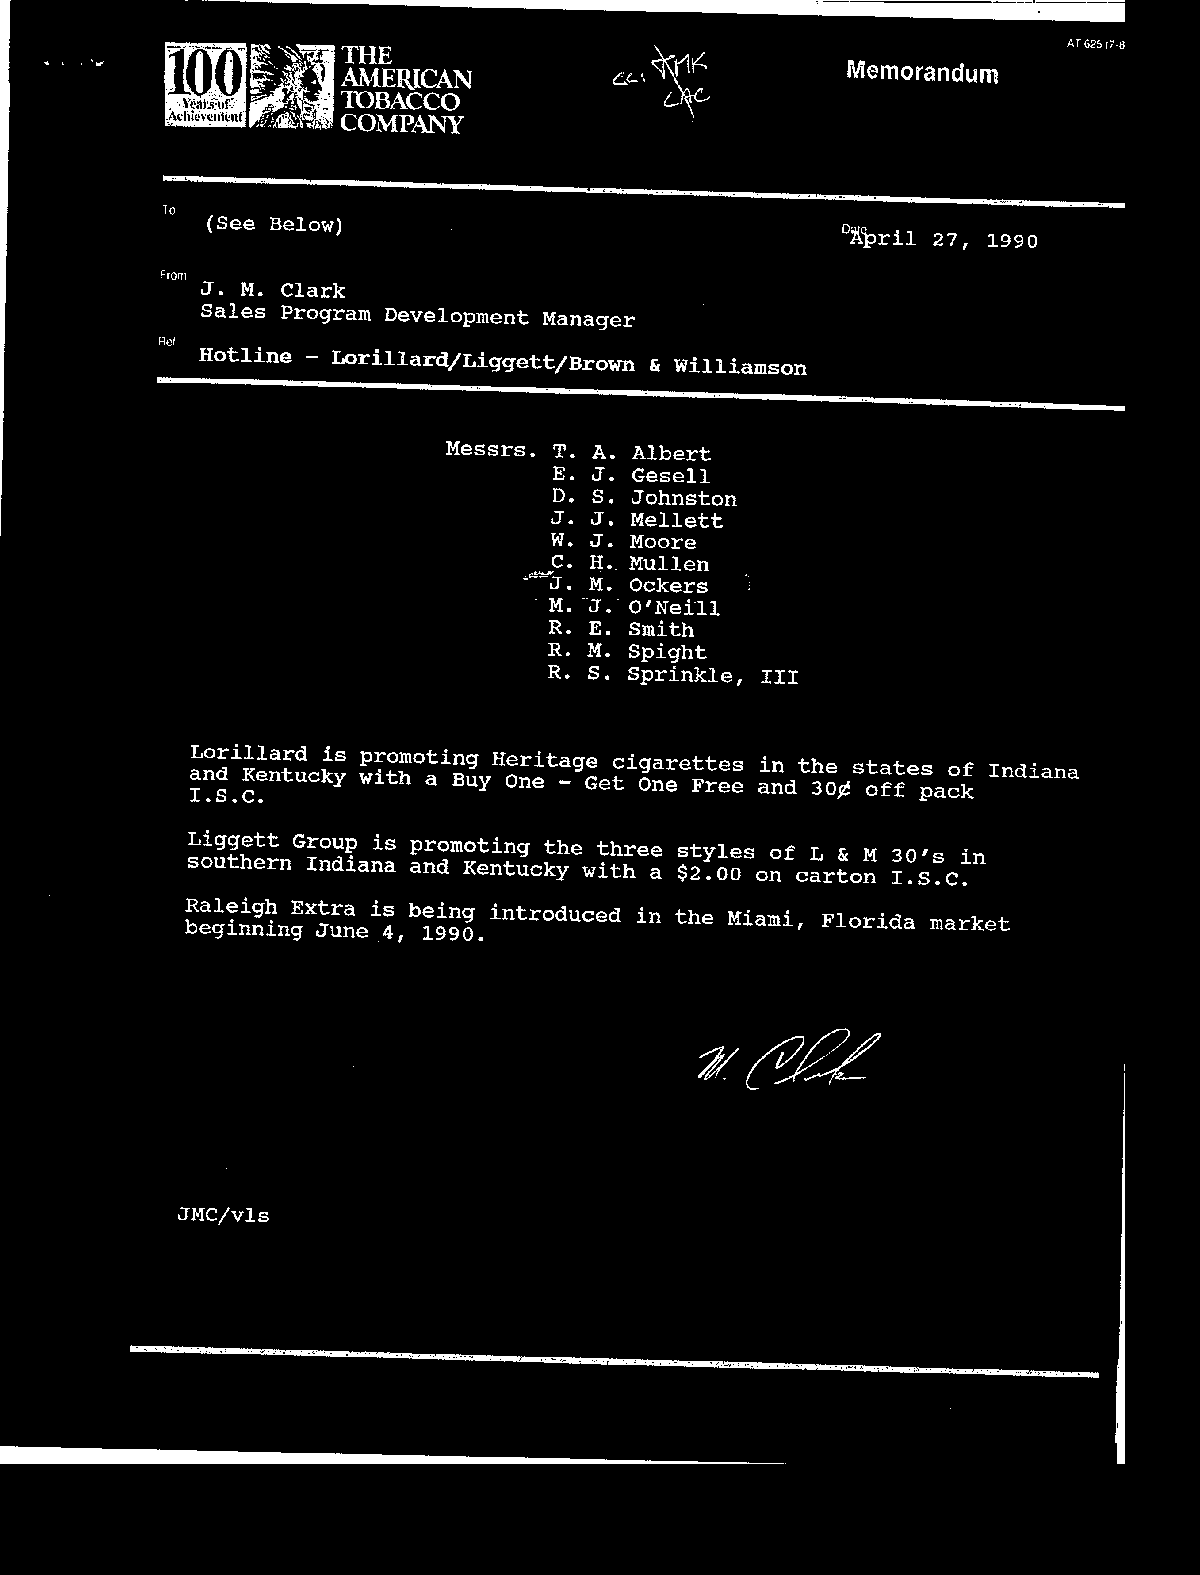 AT 625 (7-8
100
Years of
Achievement
THE
AMERICAN
TOBACCO
COMPANY
cc:
LAC
Memorandum
To
(See Below)
Date
April 27, 1990
From
J. M. Clark
Sales Program Development Manager
Ref
Hotline - Lorillard/Liggett/Brown & Williamson
Messrs. T. A. Albert
E. J. Gesell
D. S. Johnston
J. J. Mellett
W. J. Moore
C. H. Mullen
J. M. Ockers
M. J. O'Neill
R. E. Smith
R. M. Spight
R. S. Sprinkle, III
Lorillard is promoting Heritage cigarettes in the states of Indiana
and Kentucky with a Buy One - Get One Free and 30¢ off pack
I.S.C.
Liggett Group is promoting the three styles of L & M 30's in
southern Indiana and Kentucky with a $2.00 on carton I.S.C.
Raleigh Extra is being introduced in the Miami, Florida market
beginning June 4, 1990.
M. Clark
JMC/vls